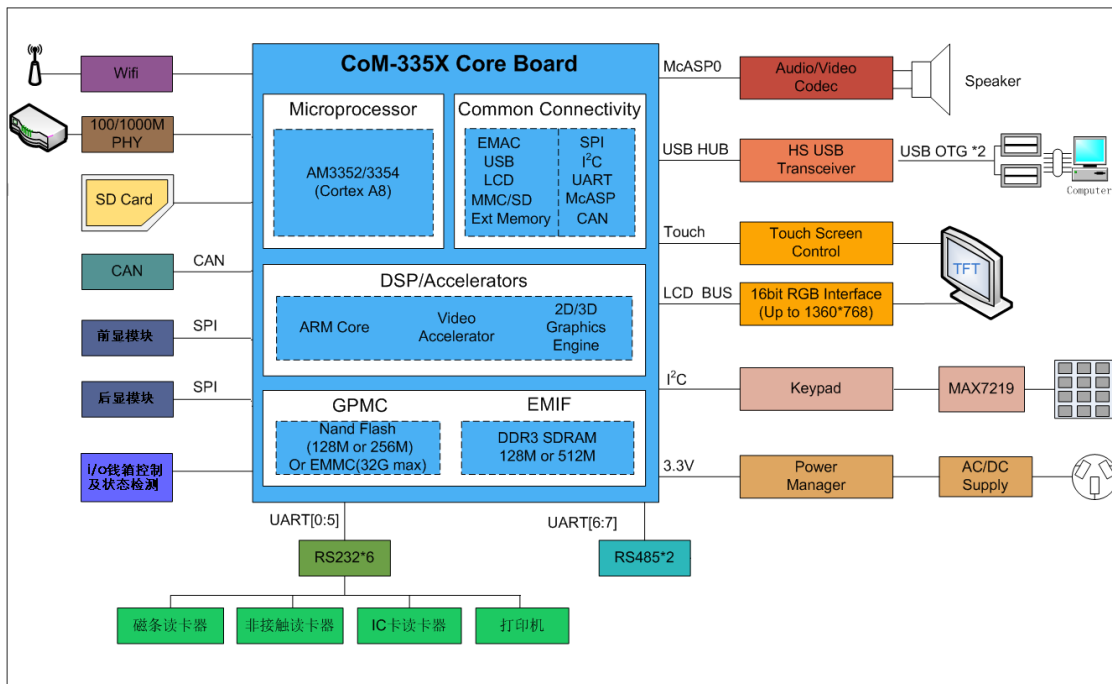 CoM-335X Core Board
Wifi
100/1000M
PHY
SD Card
CAN
CAN
前显模块
SPI
后显模块
SPI
i/o钱箱控制
及状态检测
Microprocessor
AM3352/3354
(Cortex A8)
Common Connectivity
EMAC
USB
LCD
MMC/SD
Ext Memory
SPI
I²C
UART
McASP
CAN
DSP/Accelerators
ARM Core
Video
Accelerator
2D/3D
Graphics
Engine
GPMC
Nand Flash
(128M or 256M)
Or EMMC(32G max)
EMIF
DDR3 SDRAM
128M or 512M
McASP0
Audio/Video
Codec
Speaker
USB HUB
HS USB
Transceiver
USB OTG *2
Computer
Touch
Touch Screen
Control
TFT
LCD BUS
16bit RGB Interface
(Up to 1360*768)
I²C
Keypad
MAX7219
3.3V
Power
Manager
AC/DC
Supply
UART[0:5]
UART[6:7]
RS232*6
RS485*2
磁条读卡器
非接触读卡器
IC卡读卡器
打印机